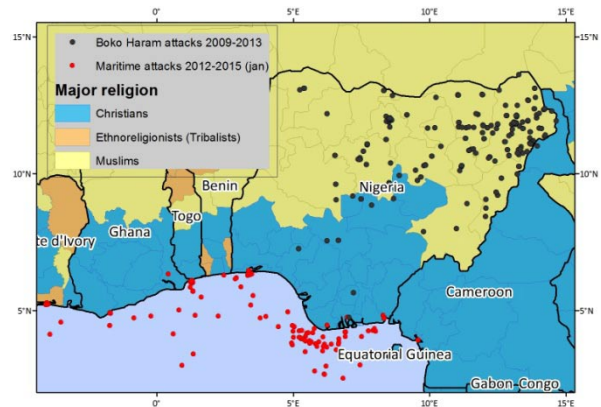 0° 5°E 10°E 15°E
15°N 15°N
Boko Haram attacks 2009-2013
Maritime attacks 2012-2015 (jan)
Major religion
Christians
Ethnoreligionists (Tribalists)
Muslims
10°N 10°N
Benin
Nigeria
Togo
Ghana
te d'Ivory
Cameroon
5°N 5°N
Equatorial Guinea
Gabon Congo
0° 5°E 10°E 15°E